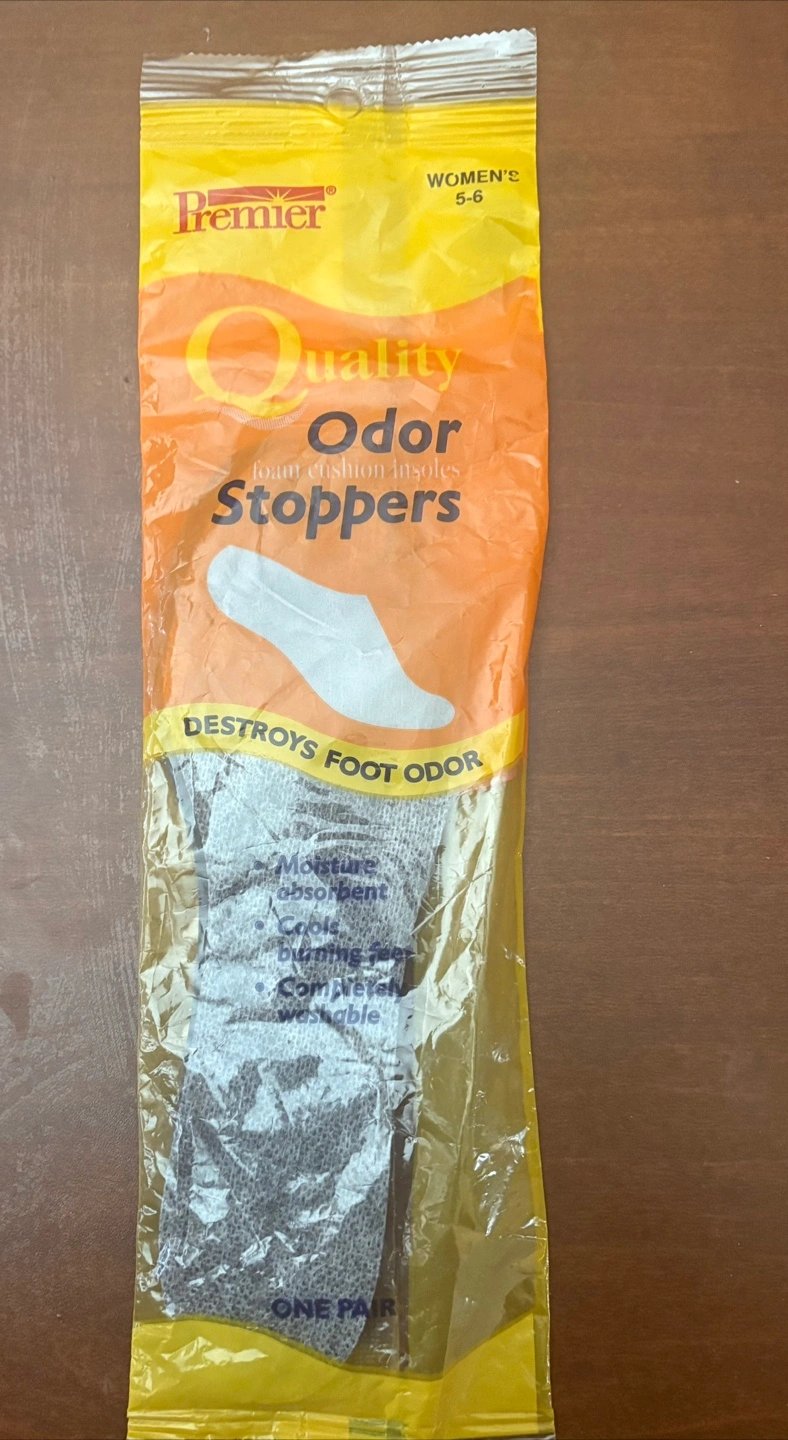 Premier®
WOMEN'S
5-6
Quality
Odor
foam cushion Insoles
Stoppers
DESTROYS FOOT ODOR
• Moisture
absorbent
• Cools
burning feet
• Completely
washable
ONE PAIR